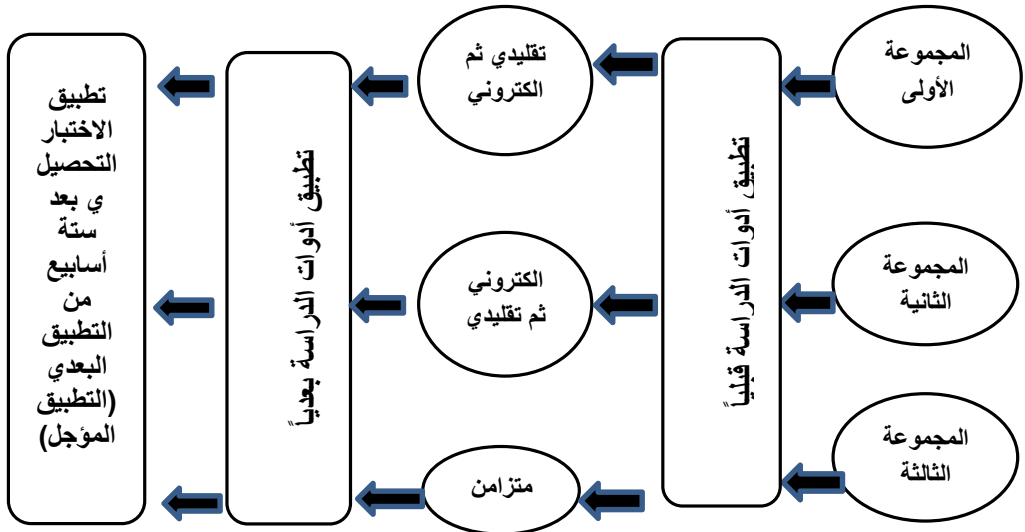 المجموعة
الأولى
المجموعة
الثانية
المجموعة
الثالثة
تطبيق أدوات الدراسة قبلياً
تقليدي ثم
الكتروني
الكتروني
ثم تقليدي
متزامن
تطبيق أدوات الدراسة بعدياً
تطبيق
الاختبار
التحصيل
ي بعد
ستة
أسابيع
من
التطبيق
البعدي
(التطبيق
المؤجل)